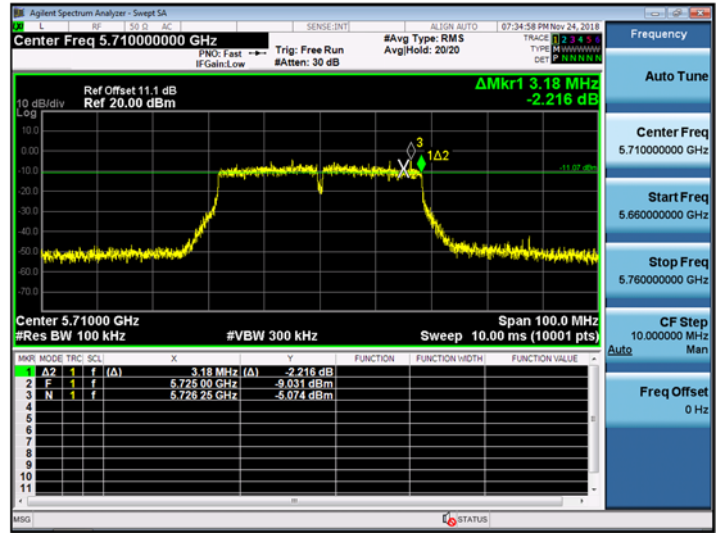 Agilent Spectrum Analyzer - Swept SA
LXI L RF 50 Ω AC SENSE:INT ALIGN AUTO 07:34:58 PM Nov 24, 2018
Center Freq 5.710000000 GHz
PNO: Fast
IFGain:Low
Trig: Free Run
#Atten: 30 dB
#Avg Type: RMS
Avg|Hold: 20/20
TRACE 1 2 3 4 5 6
TYPE M WWWWW
DET P N N N N N
Ref Offset 11.1 dB
10 dB/div Ref 20.00 dBm
Log
ΔMkr1 3.18 MHz
-2.216 dB
10.0
0.00
-10.0
-20.0
-30.0
-40.0
-50.0
-60.0
-70.0
3
1Δ2
-11.07 dBm
Center 5.71000 GHz Span 100.0 MHz
#Res BW 100 kHz #VBW 300 kHz Sweep 10.00 ms (10001 pts)
MKR MODE TRC SCL X Y FUNCTION FUNCTION WIDTH FUNCTION VALUE
1 Δ2 1 f (Δ) 3.18 MHz (Δ) -2.216 dB
2 F 1 f 5.725 00 GHz -9.031 dBm
3 N 1 f 5.726 25 GHz -5.074 dBm
4
5
6
7
8
9
10
11
MSG STATUS
Frequency
Auto Tune
Center Freq
5.710000000 GHz
Start Freq
5.660000000 GHz
Stop Freq
5.760000000 GHz
CF Step
10.000000 MHz
Auto Man
Freq Offset
0 Hz